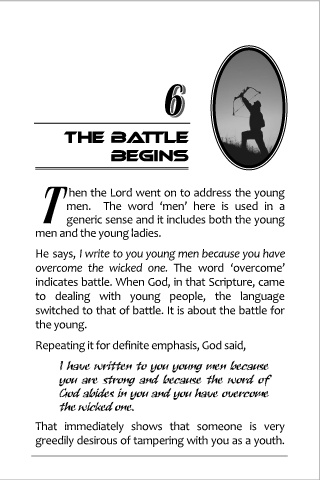 6
THE BATTLE
BEGINS
Then the Lord went on to address the young
men. The word ‘men’ here is used in a
generic sense and it includes both the young
men and the young ladies.
He says, I write to you young men because you have
overcome the wicked one. The word ‘overcome’
indicates battle. When God, in that Scripture, came
to dealing with young people, the language
switched to that of battle. It is about the battle for
the young.
Repeating it for definite emphasis, God said,
I have written to you young men because
you are strong and because the word of
God abides in you and you have overcome
the wicked one.
That immediately shows that someone is very
greedily desirous of tampering with you as a youth.